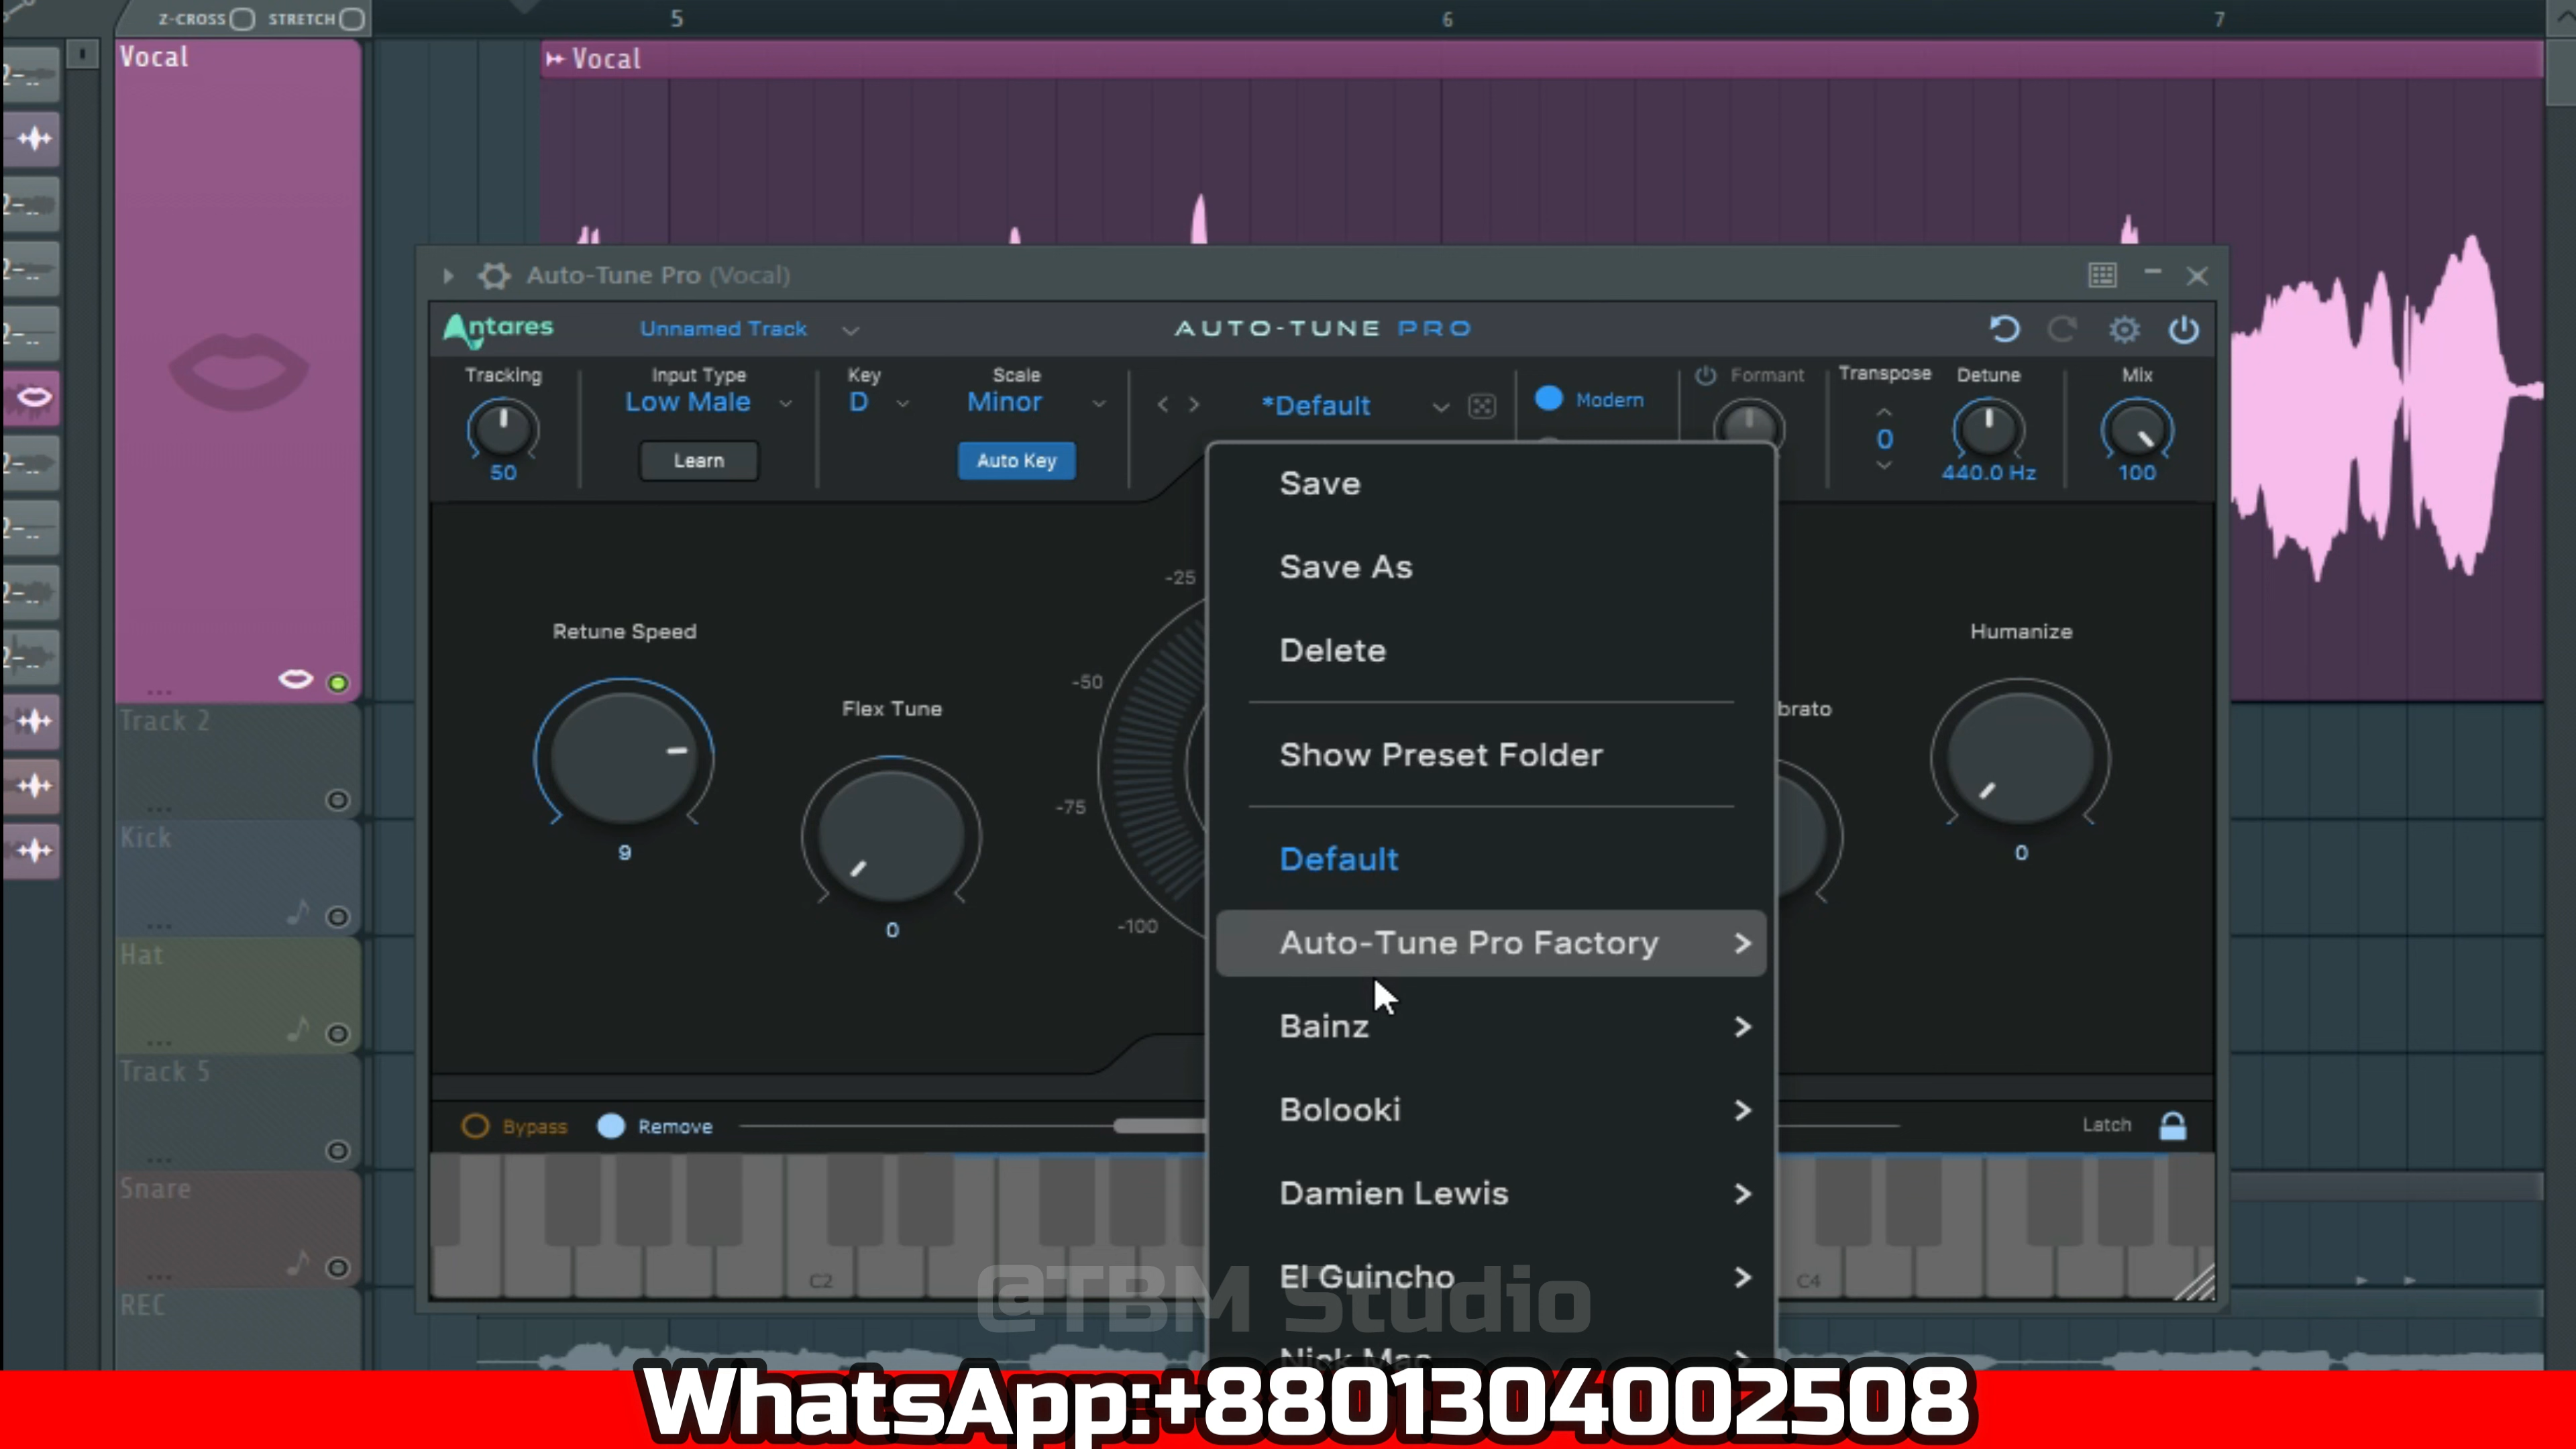 Z-CROSS STRETCH
5 6 7
Vocal
Vocal
Auto-Tune Pro (Vocal)
Antares Unnamed Track AUTO-TUNE PRO
Tracking Input Type Key Scale Formant Transpose Detune Mix
Low Male D Minor *Default Modern
0
Learn Auto Key
50 440.0 Hz 100
Save
Save As
Delete
Show Preset Folder
Default
Auto-Tune Pro Factory >
Bainz >
Bolooki >
Damien Lewis >
El Guincho >
Nick Mac
Retune Speed
9
Flex Tune
0
-25
-50
-75
-100
brato
Humanize
0
Bypass Remove Latch
C2 C4
Track 2
Kick
Hat
Track 5
Snare
REC
@TBM Studio
WhatsApp:+8801304002508